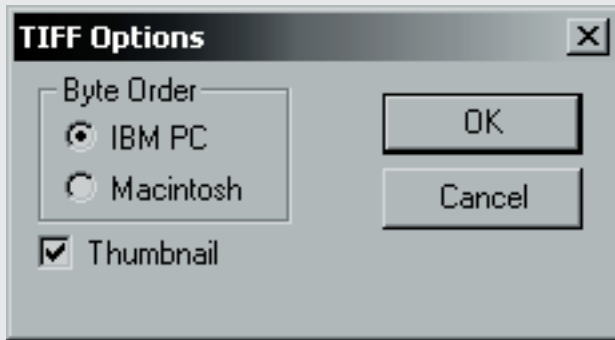 TIFF Options
Byte Order
IBM PC
Macintosh
Thumbnail
OK
Cancel